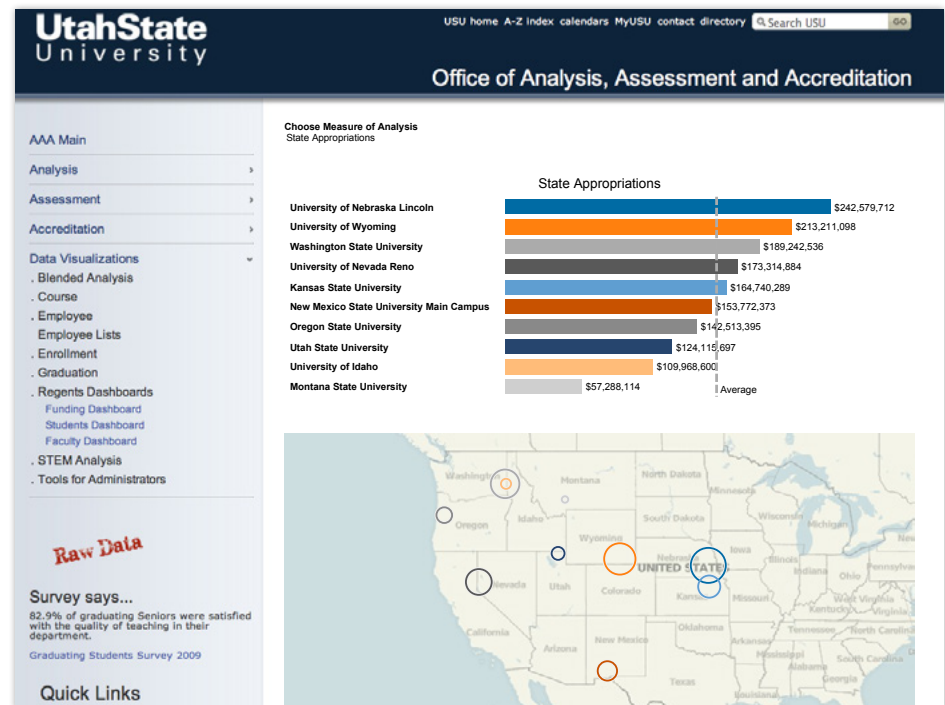 UtahState
University
USU home A-Z index calendars MyUSU contact directory Search USU GO
Office of Analysis, Assessment and Accreditation
AAA Main
Analysis
Assessment
Accreditation
Data Visualizations
. Blended Analysis
. Course
. Employee
Employee Lists
. Enrollment
. Graduation
. Regents Dashboards
Funding Dashboard
Students Dashboard
Faculty Dashboard
. STEM Analysis
. Tools for Administrators
Raw Data
Survey says...
82.9% of graduating Seniors were satisfied
with the quality of teaching in their
department.
Graduating Students Survey 2009
Quick Links
Choose Measure of Analysis
State Appropriations
State Appropriations
University of Nebraska Lincoln $242,579,712
University of Wyoming $213,211,098
Washington State University $189,242,536
University of Nevada Reno $173,314,884
Kansas State University $164,740,289
New Mexico State University Main Campus $153,772,373
Oregon State University $142,513,395
Utah State University $124,115,697
University of Idaho $109,968,600
Montana State University $57,288,114
Average
Washington Montana North Dakota Minnesota
Oregon Idaho South Dakota Wisconsin Michigan
Wyoming Nebraska Iowa Illinois
UNITED STATES Indiana Ohio Pennsylva
Nevada Utah Colorado Kansas Missouri West Virginia
Kentucky Virginia
California Oklahoma Tennessee North Carolin
Arizona New Mexico Arkansas
Mississippi South Carolina
Alabama
Texas Georgia
Louisiana